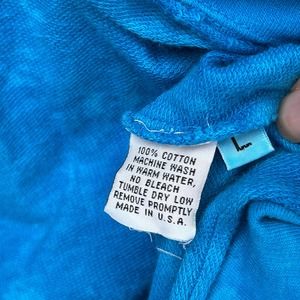 100% COTTON
MACHINE WASH
IN WARM WATER,
NO BLEACH
TUMBLE DRY LOW
REMOVE PROMPTLY
MADE IN U.S.A.
L